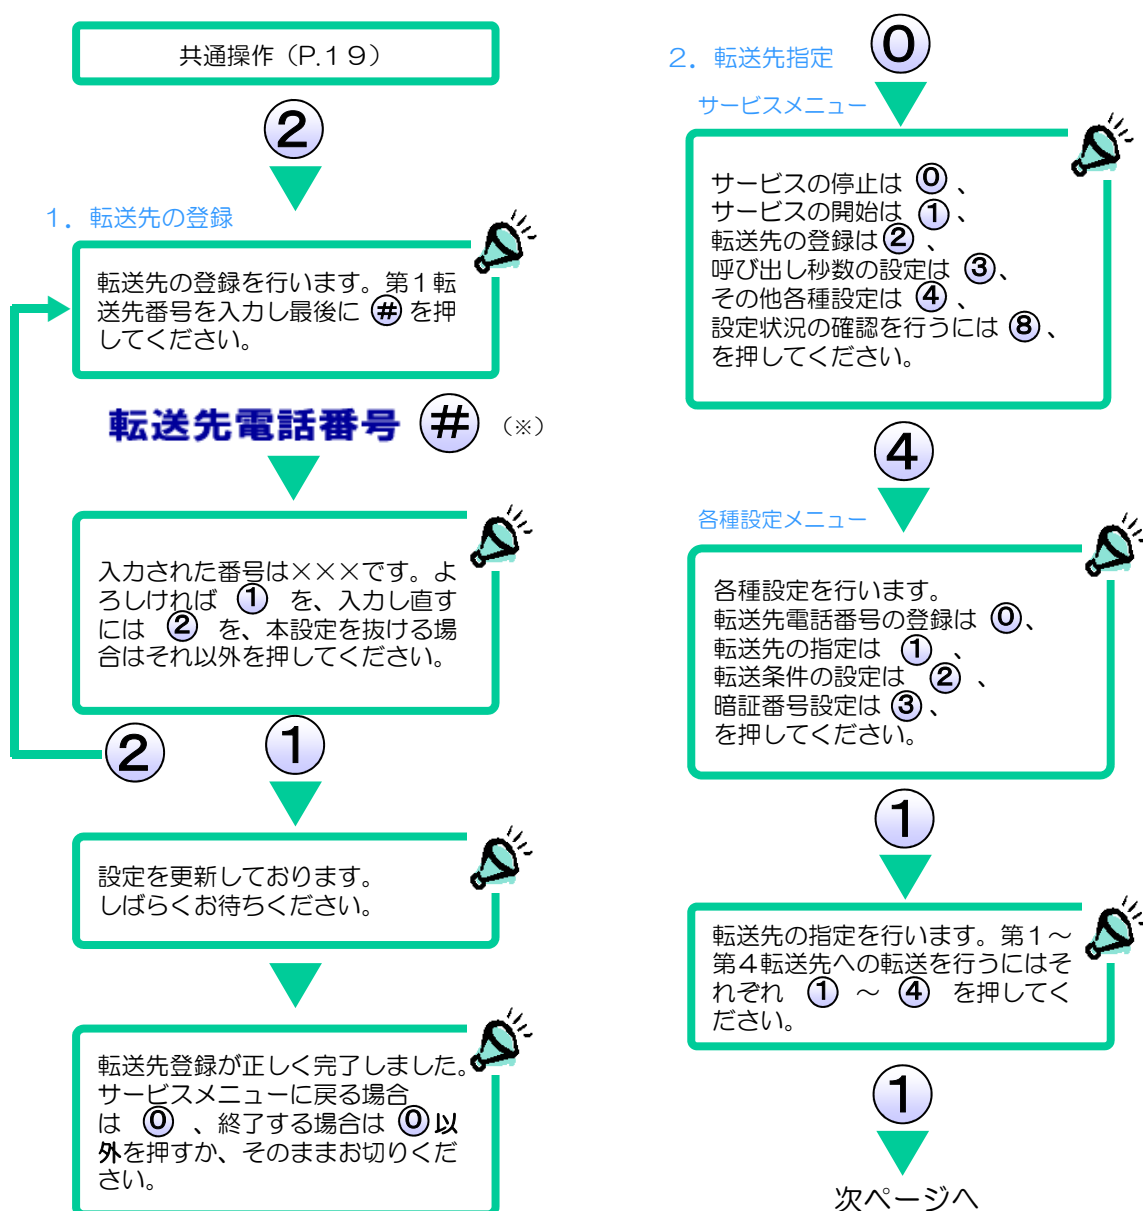 共通操作（P.19）
②
1．転送先の登録
転送先の登録を行います。第1転
送先番号を入力し最後に ＃ を押
してください。
転送先電話番号 ＃ （※）
入力された番号は×××です。よ
ろしければ ① を、入力し直す
には ② を、本設定を抜ける場
合はそれ以外を押してください。
② ①
設定を更新しております。
しばらくお待ちください。
転送先登録が正しく完了しました。
サービスメニューに戻る場合
は ⓪ 、終了する場合は ⓪以
外を押すか、そのままお切りくだ
さい。
2．転送先指定 ⓪
サービスメニュー
サービスの停止は ⓪ 、
サービスの開始は ① 、
転送先の登録は② 、
呼び出し秒数の設定は ③、
その他各種設定は ④ 、
設定状況の確認を行うには ⑧ 、
を押してください。
④
各種設定メニュー
各種設定を行います。
転送先電話番号の登録は ⓪、
転送先の指定は ① 、
転送条件の設定は ② 、
暗証番号設定は ③ 、
を押してください。
①
転送先の指定を行います。第1～
第4転送先への転送を行うにはそ
れぞれ ① ～ ④ を押してく
ださい。
①
次ページへ